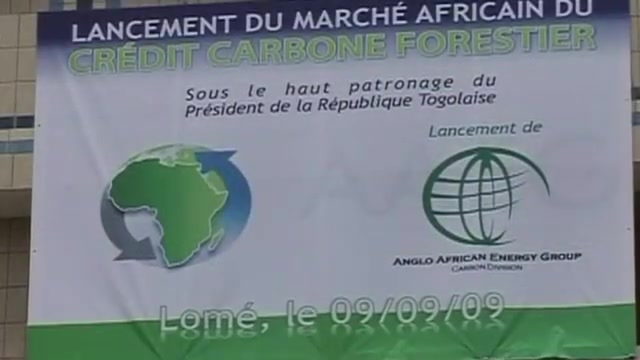 LANCEMENT DU MARCHÉ AFRICAIN DU
CRÉDIT CARBONE FORESTIER
Sous le haut patronage du
Président de la République Togolaise
Lancement de
ANGLO AFRICAN ENERGY GROUP
CARBON DIVISION
Lomé, le 09/09/09